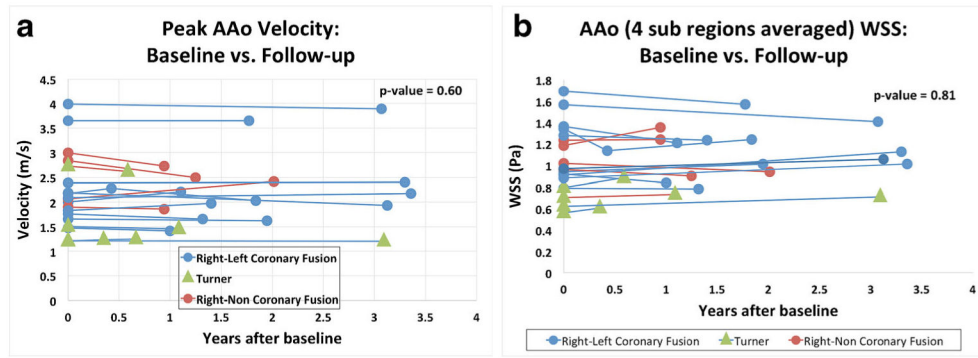 a
Peak AAo Velocity:
Baseline vs. Follow-up
p-value = 0.60
Velocity (m/s)
4.5
4
3.5
3
2.5
2
1.5
1
0.5
0
0 0.5 1 1.5 2 2.5 3 3.5 4
Years after baseline
Right-Left Coronary Fusion
Turner
Right-Non Coronary Fusion
b
AAo (4 sub regions averaged) WSS:
Baseline vs. Follow-up
p-value = 0.81
WSS (Pa)
1.8
1.6
1.4
1.2
1
0.8
0.6
0.4
0.2
0
0 0.5 1 1.5 2 2.5 3 3.5 4
Years after baseline
Right-Left Coronary Fusion Turner Right-Non Coronary Fusion